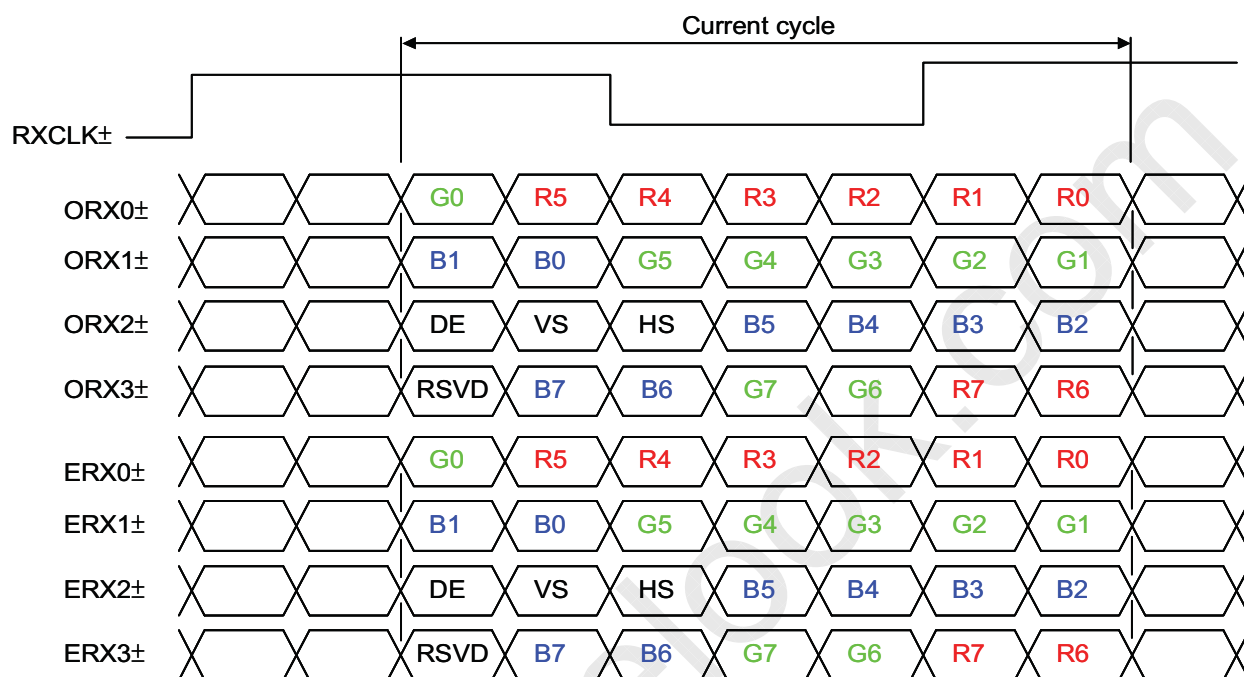 Current cycle
RXCLK±
ORX0± G0 R5 R4 R3 R2 R1 R0
ORX1± B1 B0 G5 G4 G3 G2 G1
ORX2± DE VS HS B5 B4 B3 B2
ORX3± RSVD B7 B6 G7 G6 R7 R6
ERX0± G0 R5 R4 R3 R2 R1 R0
ERX1± B1 B0 G5 G4 G3 G2 G1
ERX2± DE VS HS B5 B4 B3 B2
ERX3± RSVD B7 B6 G7 G6 R7 R6
elook.com